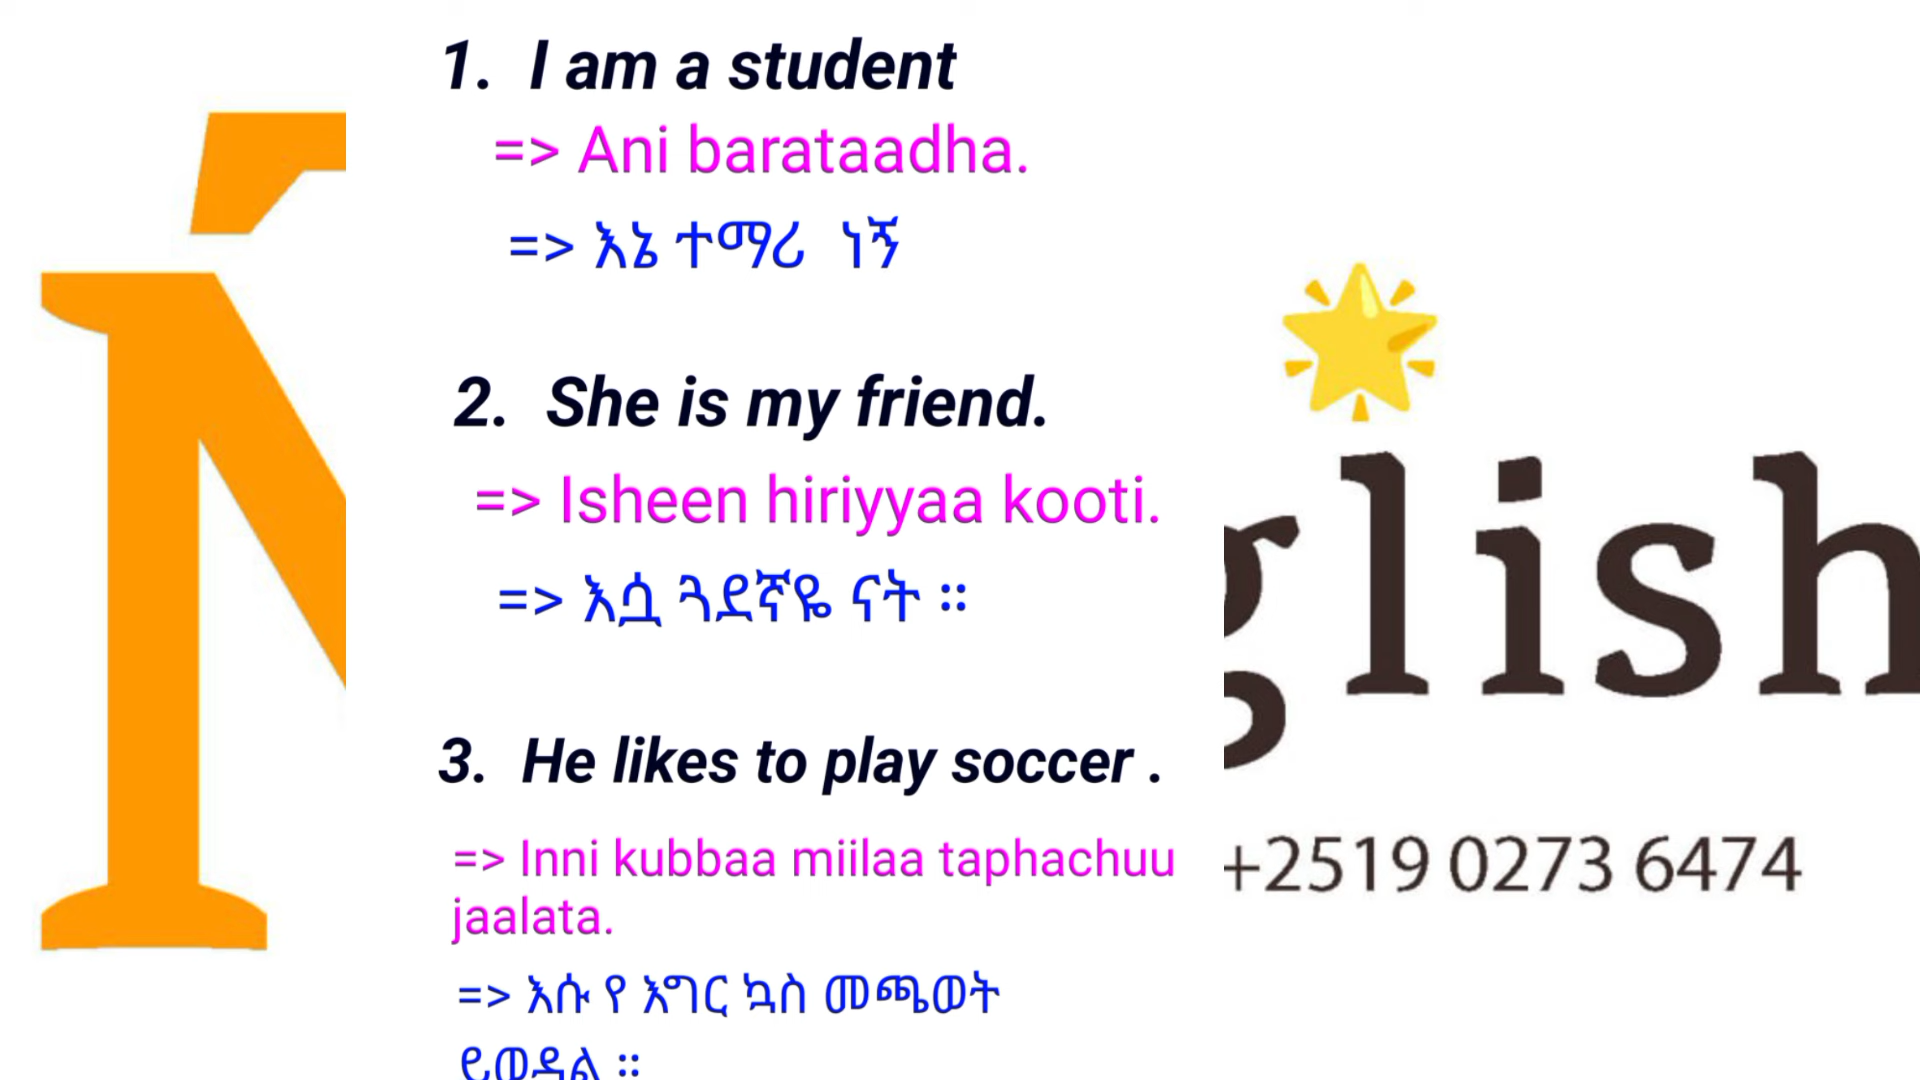 1. I am a student
=> Ani barataadha.
=> እኔ ተማሪ ነኝ
2. She is my friend.
=> Isheen hiriyyaa kooti.
=> እሷ ጓደኛዬ ናት ።
3. He likes to play soccer .
=> Inni kubbaa miilaa taphachuu
jaalata.
=> እሱ የ እግር ኳስ መጫወት
ይወዳል ።
glish
+2519 0273 6474